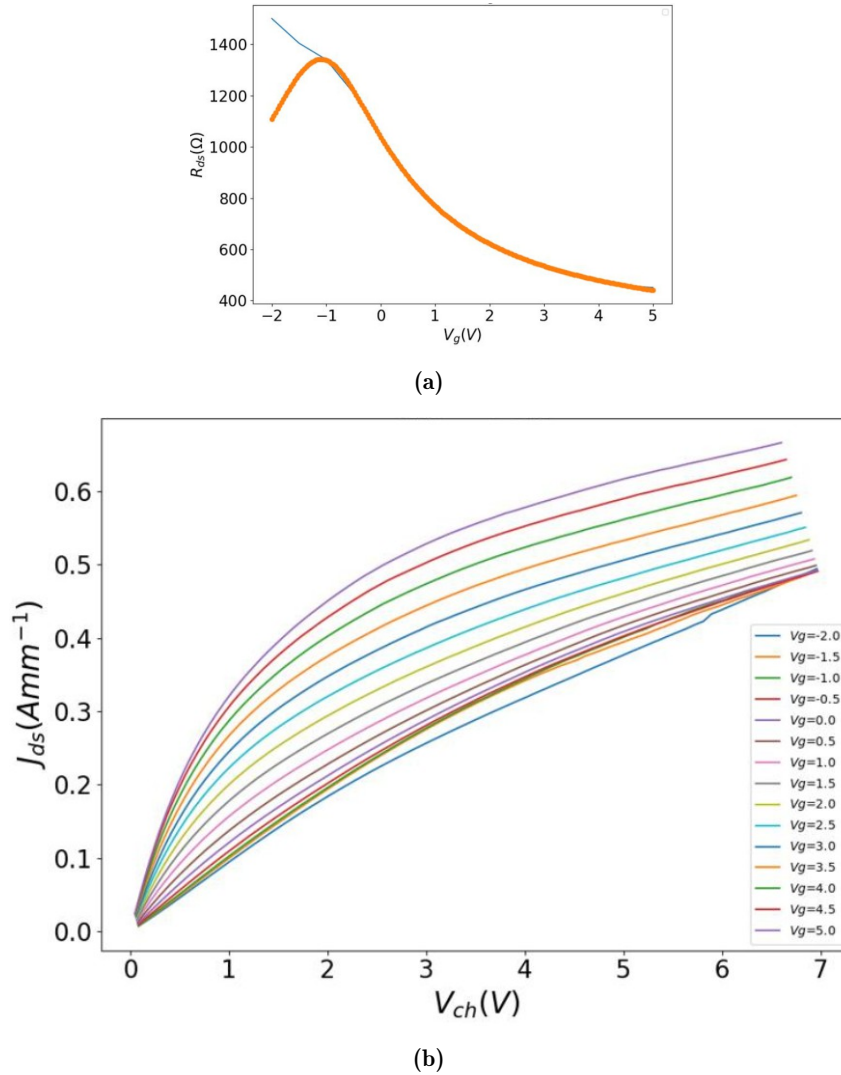 1400
1200
1000
800
600
400
R_ds(Ω)
−2 −1 0 1 2 3 4 5
V_g(V)
(a)
0.6
0.5
0.4
0.3
0.2
0.1
0.0
J_ds(Amm⁻¹)
Vg=-2.0
Vg=-1.5
Vg=-1.0
Vg=-0.5
Vg=0.0
Vg=0.5
Vg=1.0
Vg=1.5
Vg=2.0
Vg=2.5
Vg=3.0
Vg=3.5
Vg=4.0
Vg=4.5
Vg=5.0
0 1 2 3 4 5 6 7
V_ch(V)
(b)